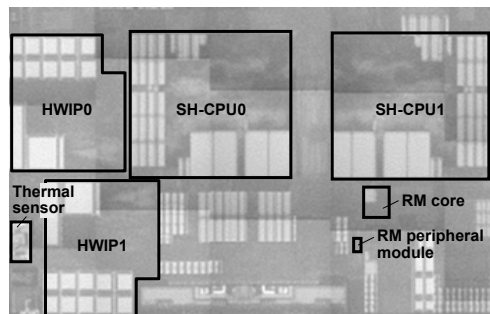 HWIP0
SH-CPU0
SH-CPU1
Thermal
sensor
RM core
HWIP1
RM peripheral
module